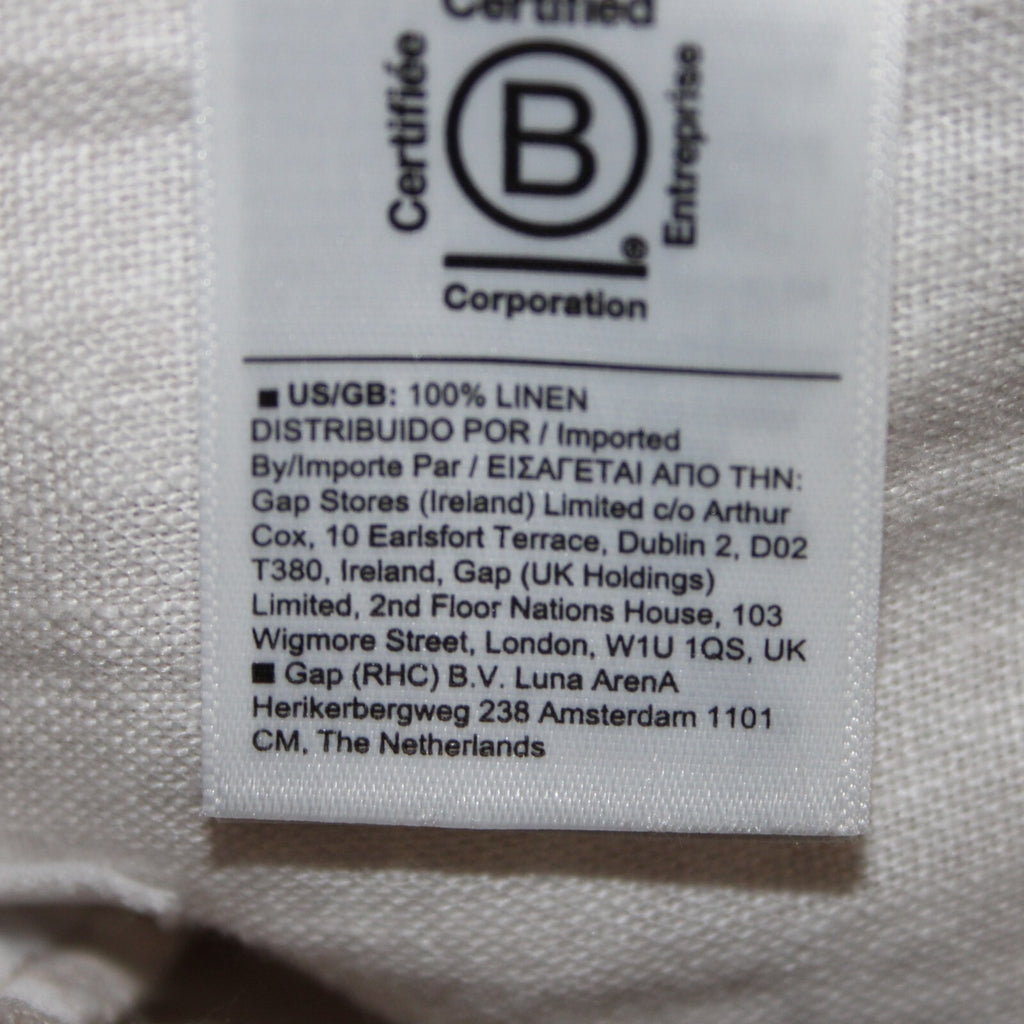 Certified
Certifiée
B
Entreprise
®
Corporation
■ US/GB: 100% LINEN
DISTRIBUIDO POR / Imported
By/Importe Par / ΕΙΣΑΓΕΤΑΙ ΑΠΟ ΤΗΝ:
Gap Stores (Ireland) Limited c/o Arthur
Cox, 10 Earlsfort Terrace, Dublin 2, D02
T380, Ireland, Gap (UK Holdings)
Limited, 2nd Floor Nations House, 103
Wigmore Street, London, W1U 1QS, UK
■ Gap (RHC) B.V. Luna ArenA
Herikerbergweg 238 Amsterdam 1101
CM, The Netherlands